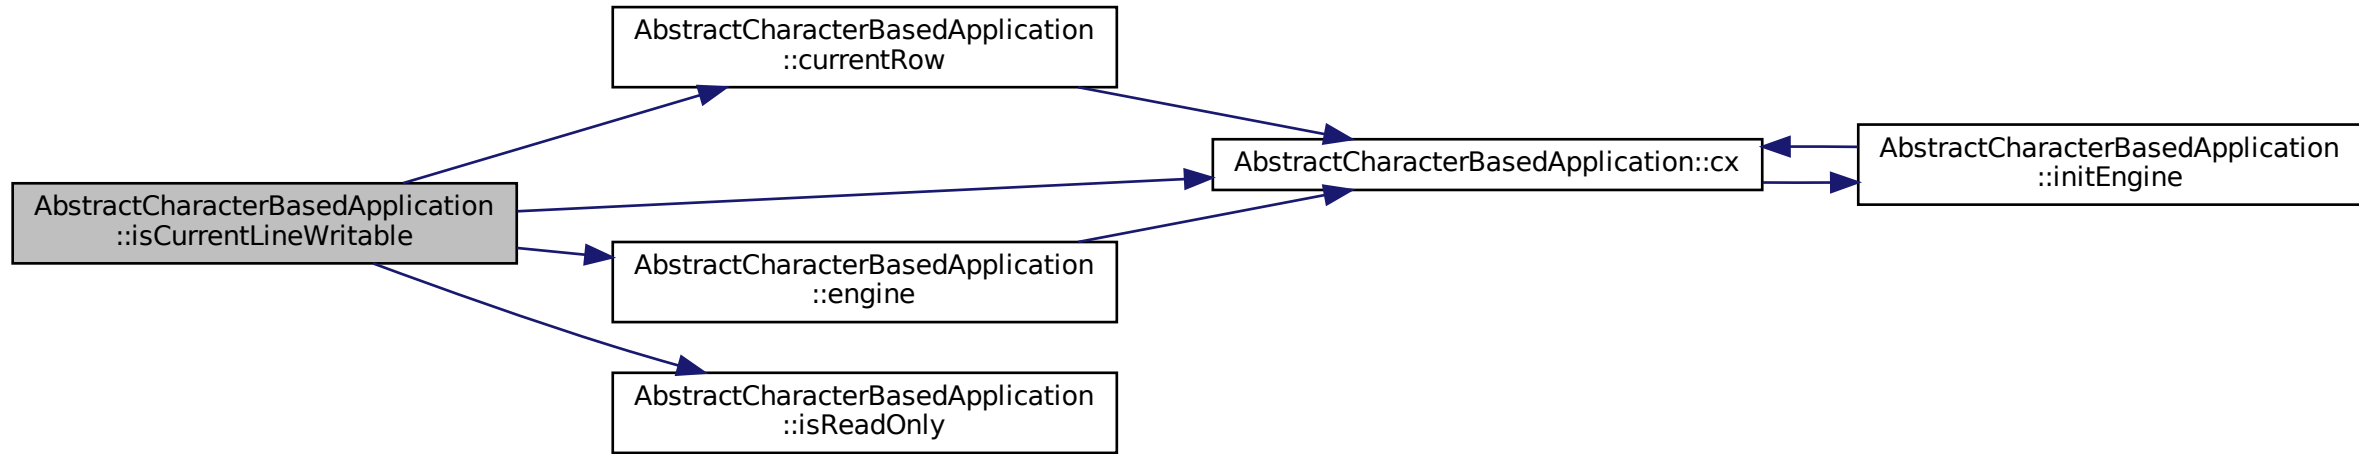 AbstractCharacterBasedApplication
::isCurrentLineWritable
AbstractCharacterBasedApplication
::currentRow
AbstractCharacterBasedApplication::cx
AbstractCharacterBasedApplication
::initEngine
AbstractCharacterBasedApplication
::engine
AbstractCharacterBasedApplication
::isReadOnly